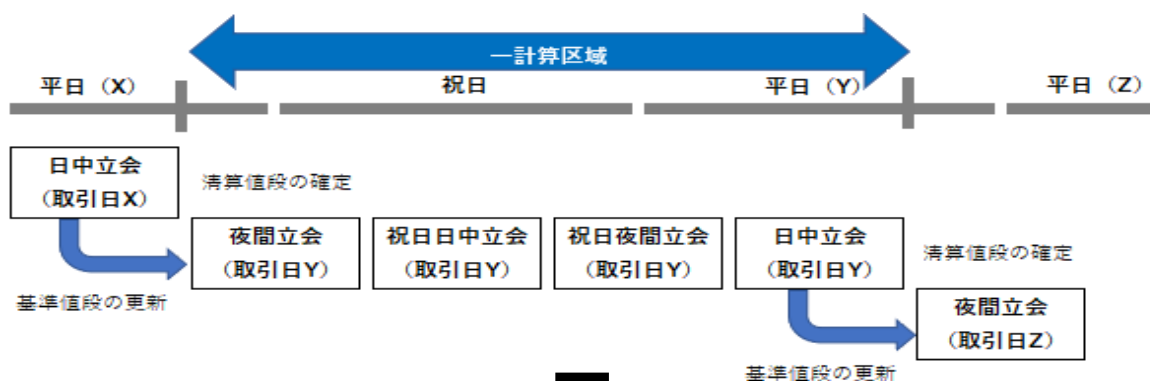 一計算区域
平日（X）
祝日
平日（Y）
平日（Z）
日中立会
（取引日X）
清算値段の確定
夜間立会
（取引日Y）
祝日日中立会
（取引日Y）
祝日夜間立会
（取引日Y）
日中立会
（取引日Y）
清算値段の確定
基準値段の更新
夜間立会
（取引日Z）
基準値段の更新